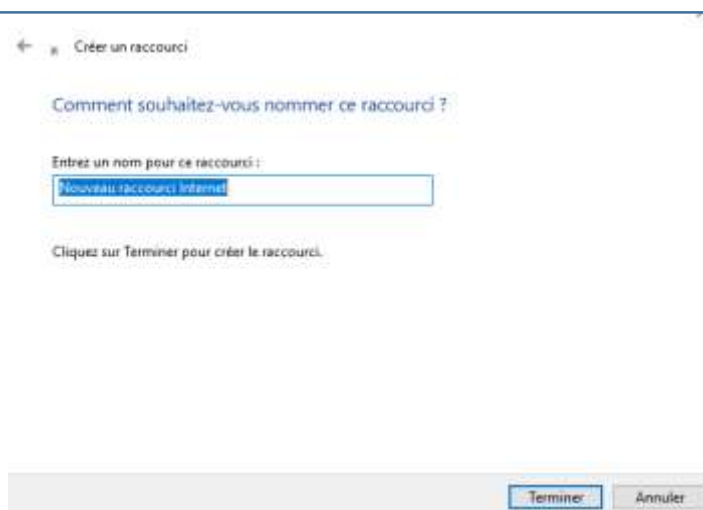 Créer un raccourci
Comment souhaitez-vous nommer ce raccourci ?
Entrez un nom pour ce raccourci :
Nouveau raccourci Internet
Cliquez sur Terminer pour créer le raccourci.
Terminer
Annuler